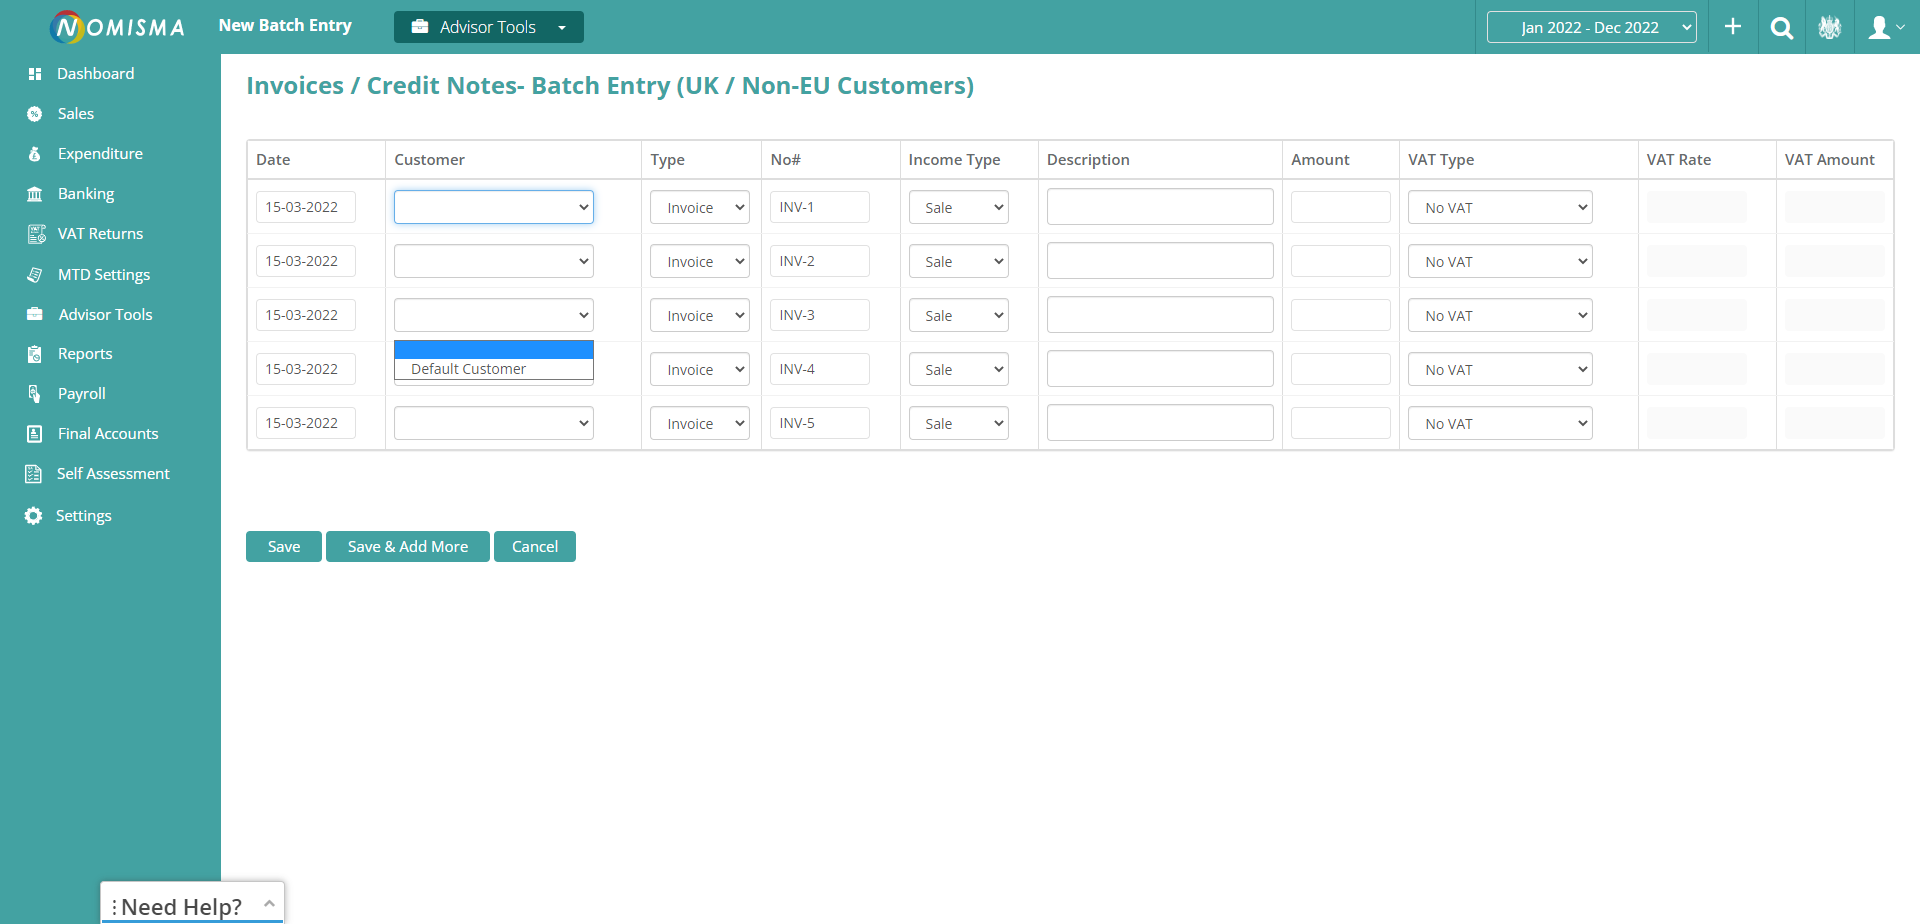 NOMISMA
New Batch Entry
Advisor Tools
Jan 2022 - Dec 2022
Dashboard
Sales
Expenditure
Banking
VAT Returns
MTD Settings
Advisor Tools
Reports
Payroll
Final Accounts
Self Assessment
Settings
Invoices / Credit Notes- Batch Entry (UK / Non-EU Customers)
Date Customer Type No# Income Type Description Amount VAT Type VAT Rate VAT Amount
15-03-2022 Invoice INV-1 Sale No VAT
15-03-2022 Invoice INV-2 Sale No VAT
15-03-2022 Invoice INV-3 Sale No VAT
15-03-2022 Default Customer Invoice INV-4 Sale No VAT
15-03-2022 Invoice INV-5 Sale No VAT
Save Save & Add More Cancel
Need Help?